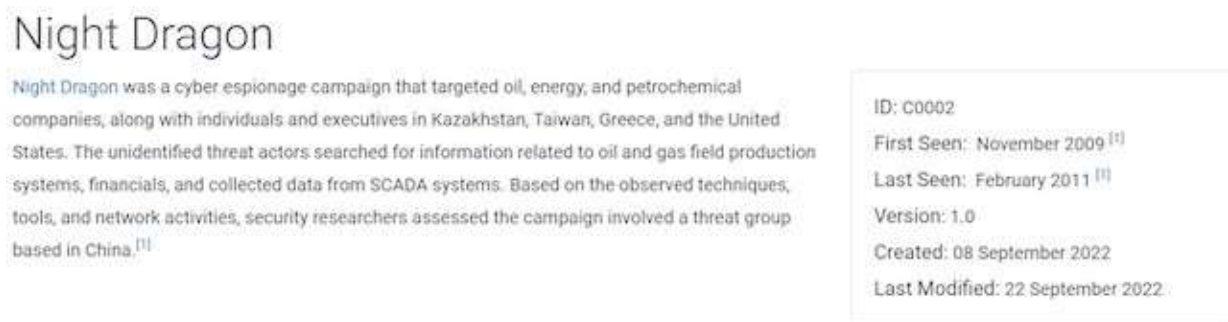 Night Dragon
Night Dragon was a cyber espionage campaign that targeted oil, energy, and petrochemical
companies, along with individuals and executives in Kazakhstan, Taiwan, Greece, and the United
States. The unidentified threat actors searched for information related to oil and gas field production
systems, financials, and collected data from SCADA systems. Based on the observed techniques,
tools, and network activities, security researchers assessed the campaign involved a threat group
based in China.[1]
ID: C0002
First Seen: November 2009 [1]
Last Seen: February 2011 [1]
Version: 1.0
Created: 08 September 2022
Last Modified: 22 September 2022